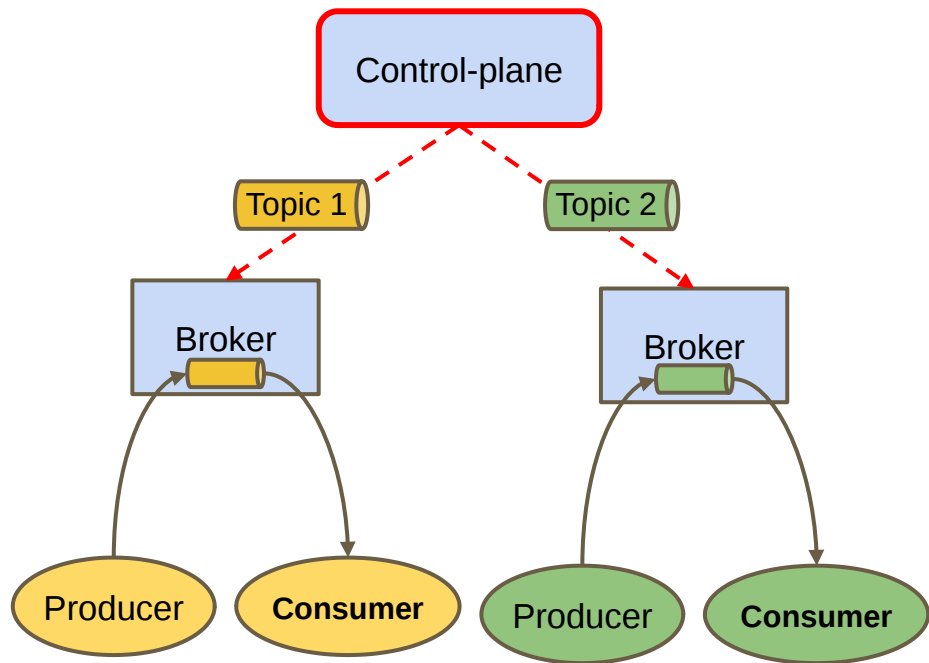 Control-plane
Topic 1
Topic 2
Broker
Broker
Producer
Consumer
Producer
Consumer